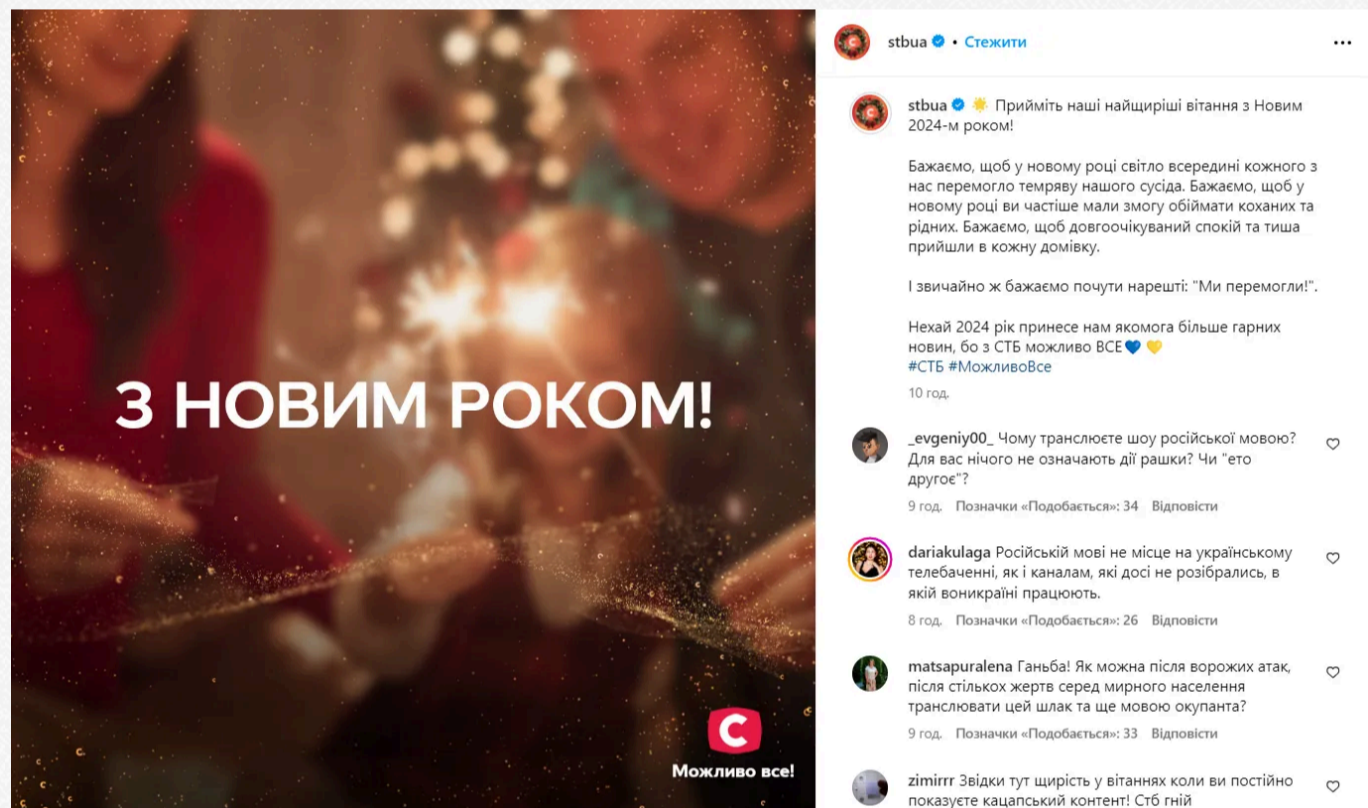 З НОВИМ РОКОМ!
С
Можливо все!
stbua • Стежити
stbua 🌟 Прийміть наші найщиріші вітання з Новим
2024-м роком!
Бажаємо, щоб у новому році світло всередині кожного з
нас перемогло темряву нашого сусіда. Бажаємо, щоб у
новому році ви частіше мали змогу обіймати коханих та
рідних. Бажаємо, щоб довгоочікуваний спокій та тиша
прийшли в кожну домівку.
І звичайно ж бажаємо почути нарешті: "Ми перемогли!".
Нехай 2024 рік принесе нам якомога більше гарних
новин, бо з СТБ можливо ВСЕ💙 💛
#СТБ #МожливоВсе
10 год.
_evgeniy00_ Чому транслюєте шоу російської мовою?
Для вас нічого не означають дії рашки? Чи "ето
другоє"?
9 год. Позначки «Подобається»: 34 Відповісти
dariakulaga Російській мові не місце на українському
телебаченні, як і каналам, які досі не розібрались, в
якій воникраїні працюють.
8 год. Позначки «Подобається»: 26 Відповісти
matsapuralena Ганьба! Як можна після ворожих атак,
після стількох жертв серед мирного населення
транслювати цей шлак та ще мовою окупанта?
9 год. Позначки «Подобається»: 33 Відповісти
zimirrr Звідки тут щирість у вітаннях коли ви постійно
показуєте кацапський контент! Стб гній